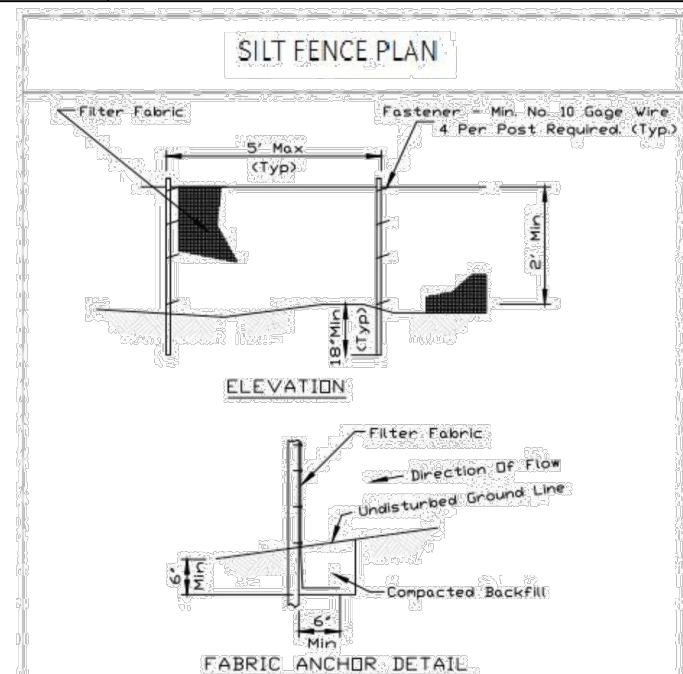 SILT FENCE PLAN
Filter Fabric
Fastener - Min. No. 10 Gage Wire
4 Per Post Required. (Typ.)
5' Max
(Typ)
2' Min
18" Min
(Typ)
ELEVATION
Filter Fabric
Direction Of Flow
Undisturbed Ground Line
6"
Min
Compacted Backfill
6"
Min
FABRIC ANCHOR DETAIL